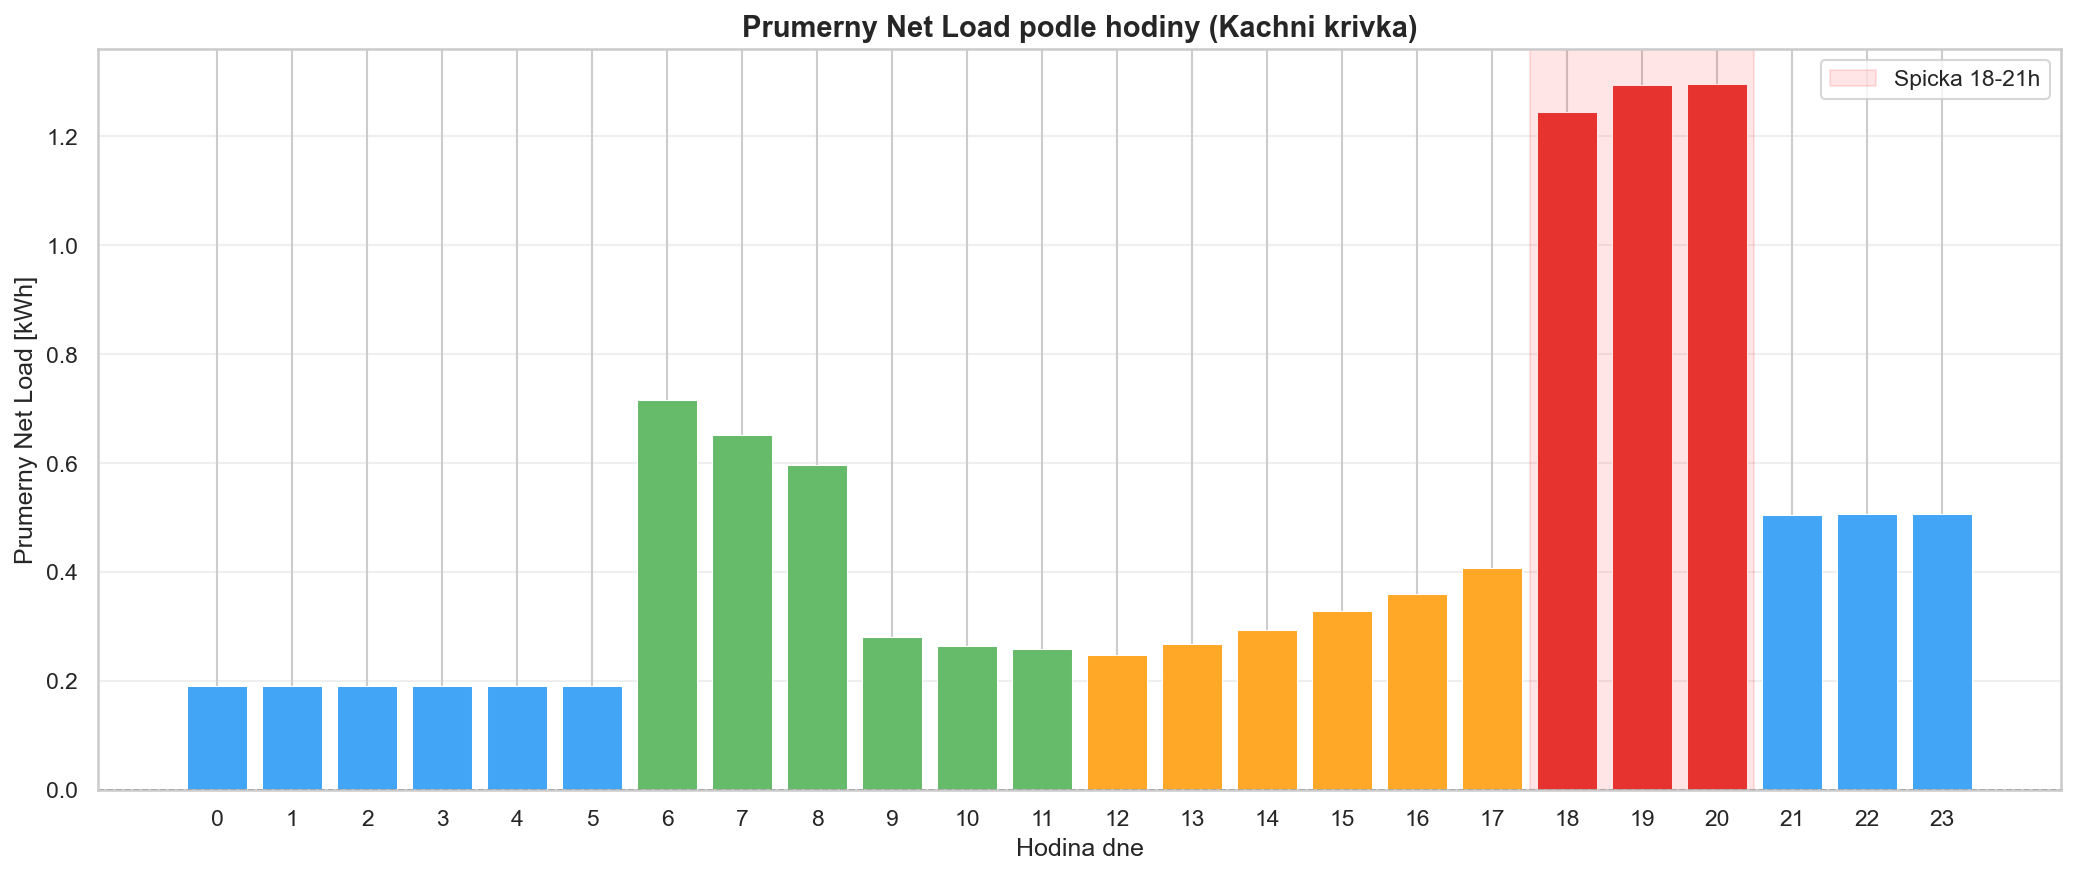 Prumerny Net Load podle hodiny (Kachni krivka)
Spicka 18-21h
Prumerny Net Load [kWh]
1.2
1.0
0.8
0.6
0.4
0.2
0.0
0 1 2 3 4 5 6 7 8 9 10 11 12 13 14 15 16 17 18 19 20 21 22 23
Hodina dne